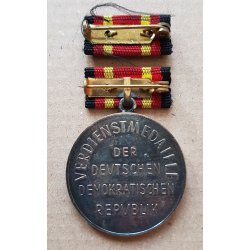 VERDIENSTMEDAILLE
DER
DEUTSCHEN
DEMOKRATISCHEN
REPUBLIK